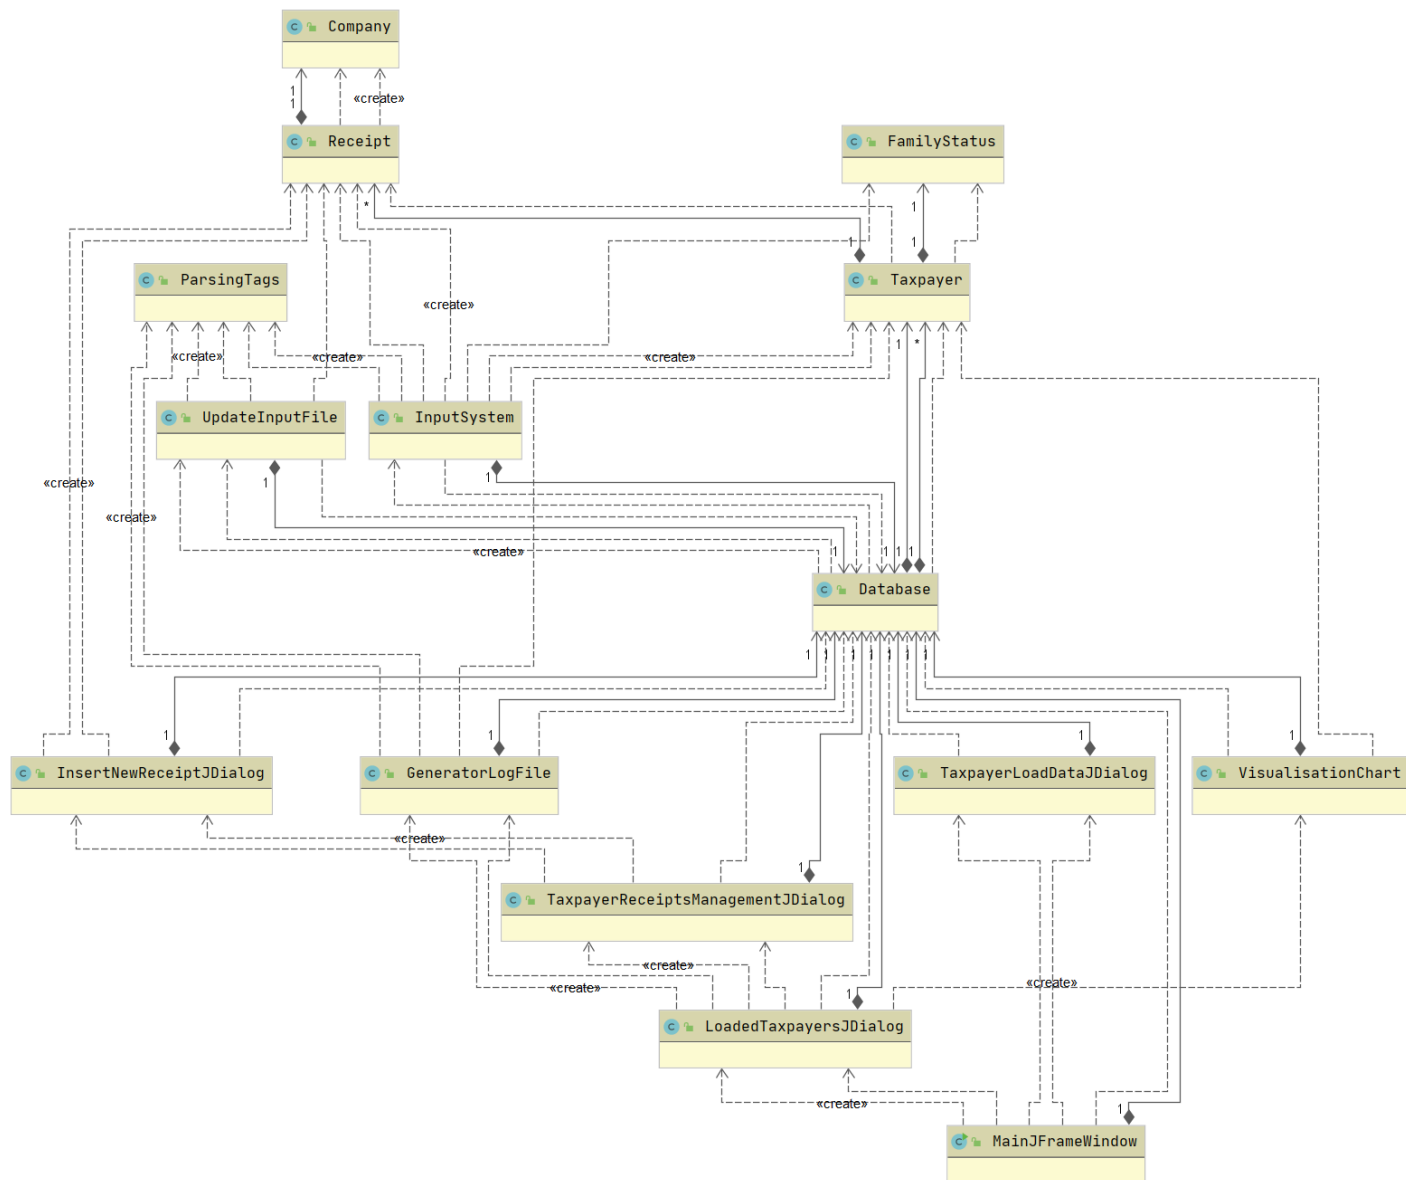 C Company
1
1
«create»
C Receipt
C FamilyStatus
*
1
1
1
C ParsingTags
C Taxpayer
«create»
«create»
«create»
«create»
1
*
C UpdateInputFile
C InputSystem
1
1
«create»
«create»
«create»
1
1
1
1
C Database
1
1
1
1
1
1
1
1
1
1
1
1
C InsertNewReceiptJDialog
C GeneratorLogFile
C TaxpayerLoadDataJDialog
C VisualisationChart
«create»
1
C TaxpayerReceiptsManagementJDialog
«create»
«create»
«create»
1
C LoadedTaxpayersJDialog
«create»
1
C MainJFrameWindow